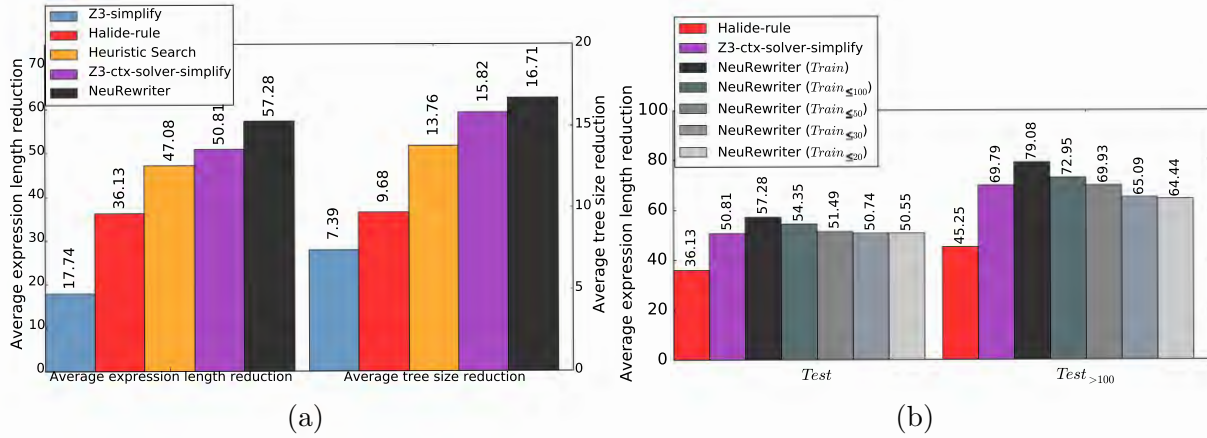 Z3-simplify
Halide-rule
Heuristic Search
Z3-ctx-solver-simplify
NeuRewriter
Average expression length reduction
70
60
50
40
30
20
10
0
17.74
36.13
47.08
50.81
57.28
7.39
9.68
13.76
15.82
16.71
20
15
10
5
0
Average tree size reduction
Average expression length reduction
Average tree size reduction
(a)
Halide-rule
Z3-ctx-solver-simplify
NeuRewriter (Train)
NeuRewriter (Train≤100)
NeuRewriter (Train≤50)
NeuRewriter (Train≤30)
NeuRewriter (Train≤20)
Average expression length reduction
100
80
60
40
20
0
36.13
50.81
57.28
54.35
51.49
50.74
50.55
45.25
69.79
79.08
72.95
69.93
65.09
64.44
Test
Test>100
(b)